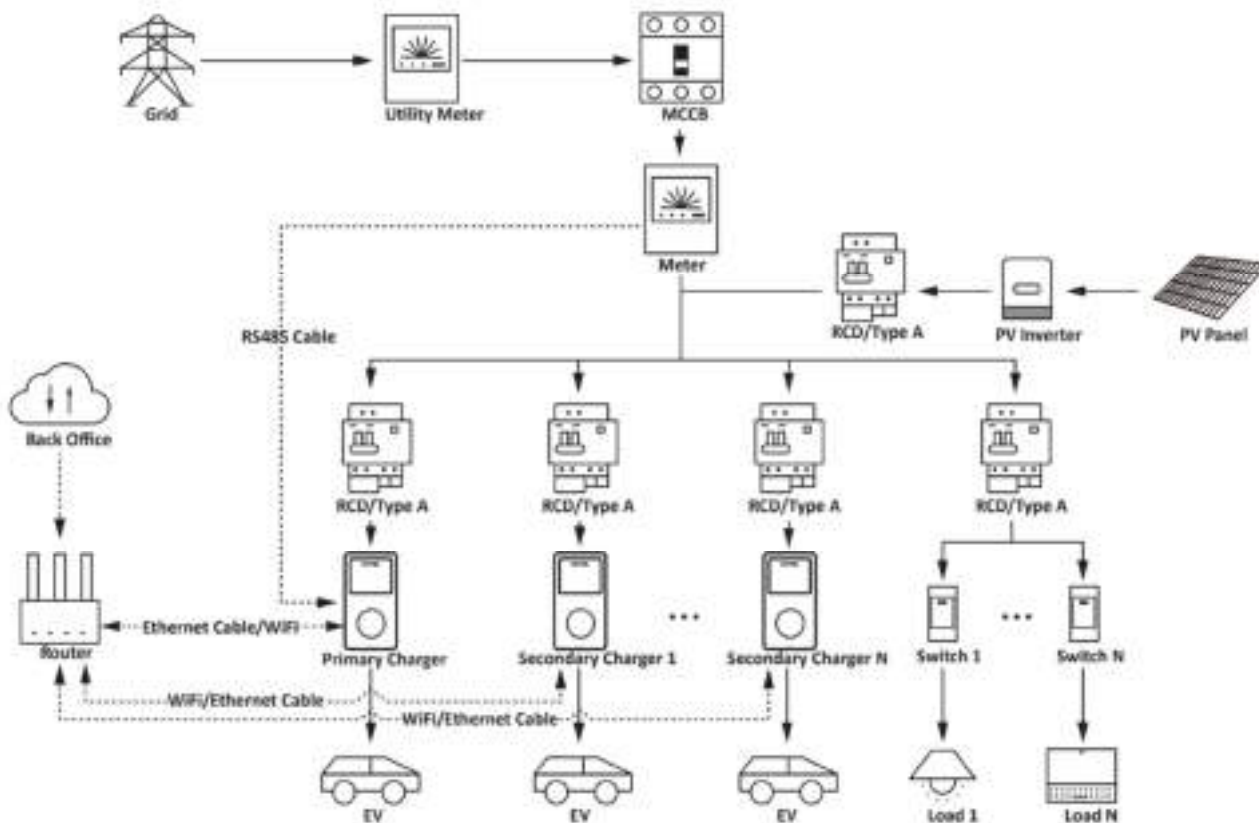 Grid
Utility Meter
MCCB
Meter
RCD/Type A
PV Inverter
PV Panel
RS485 Cable
Back Office
RCD/Type A
RCD/Type A
RCD/Type A
RCD/Type A
Ethernet Cable/WiFi
Router
Primary Charger
Secondary Charger 1
Secondary Charger N
Switch 1
Switch N
WiFi/Ethernet Cable
WiFi/Ethernet Cable
EV
EV
EV
Load 1
Load N